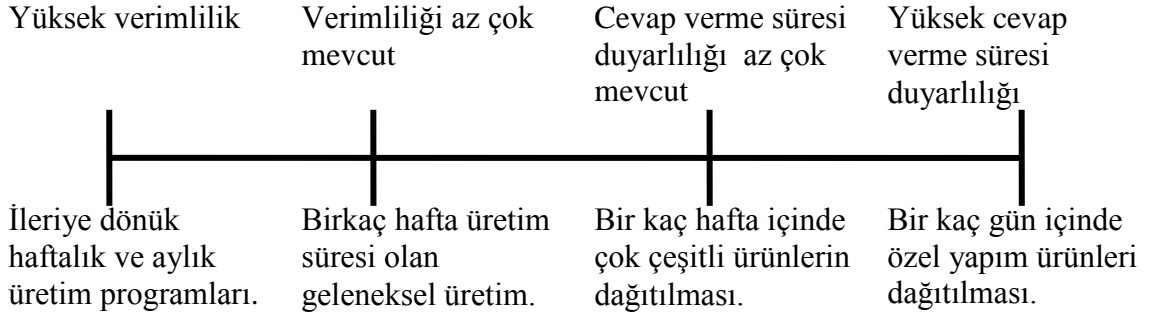 Yüksek verimlilik
Verimliliği az çok
mevcut
Cevap verme süresi
duyarlılığı az çok
mevcut
Yüksek cevap
verme süresi
duyarlılığı
İleriye dönük
haftalık ve aylık
üretim programları.
Birkaç hafta üretim
süresi olan
geleneksel üretim.
Bir kaç hafta içinde
çok çeşitli ürünlerin
dağıtılması.
Bir kaç gün içinde
özel yapım ürünleri
dağıtılması.